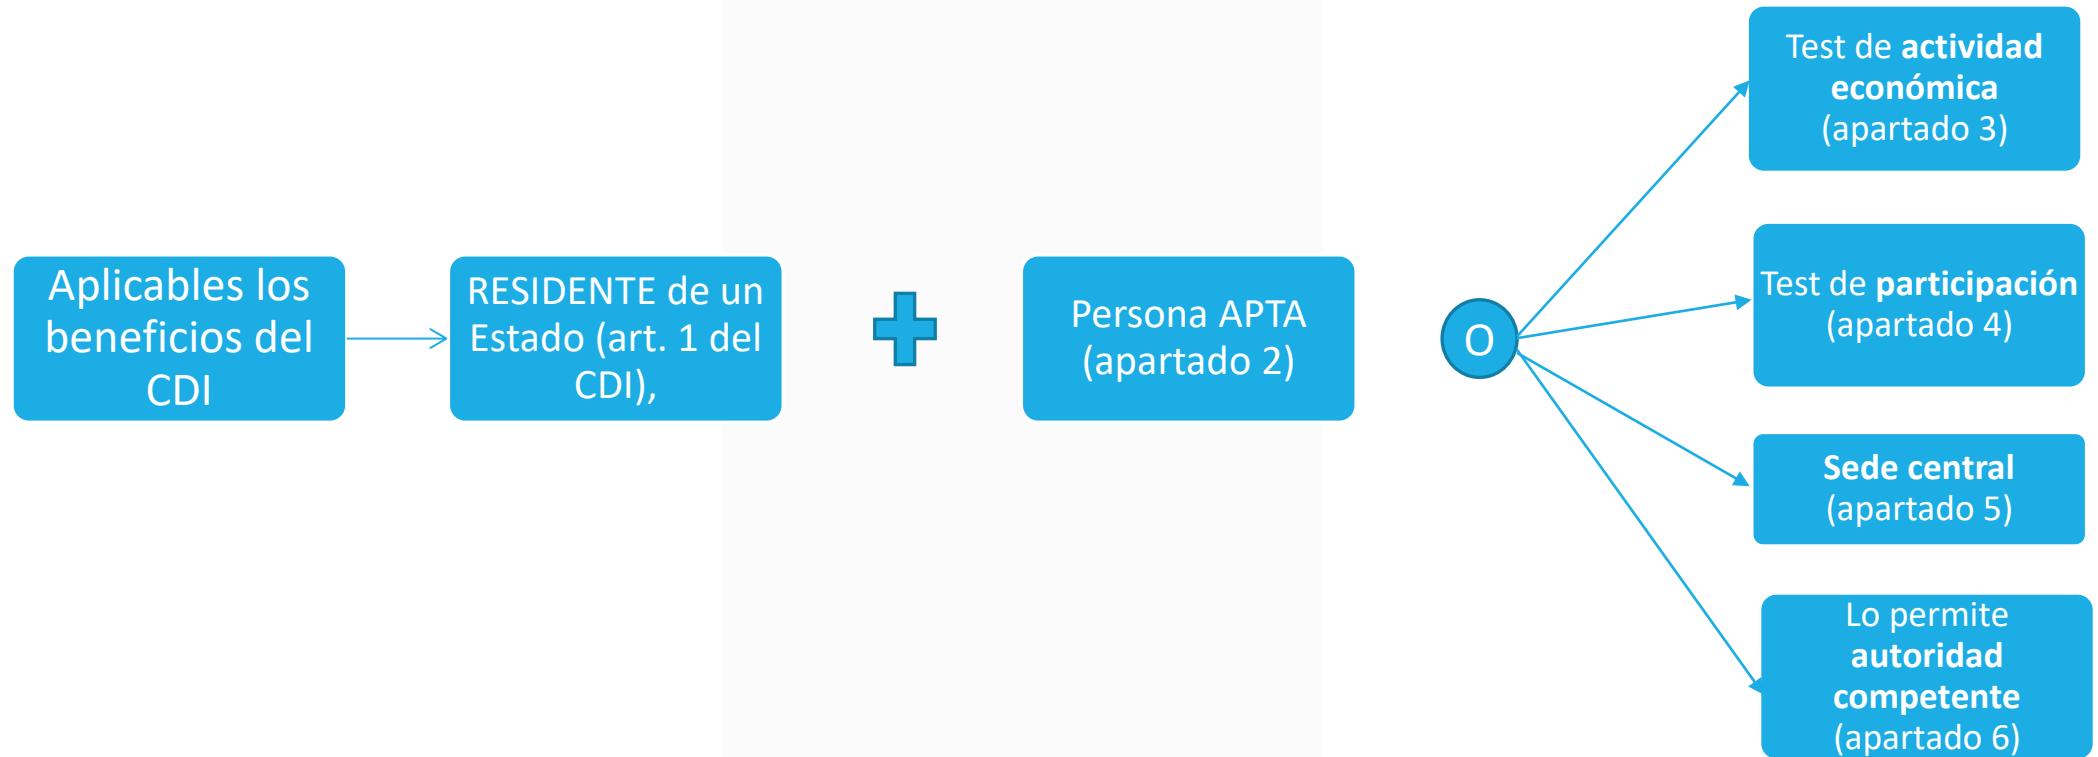 Aplicables los
beneficios del
CDI
RESIDENTE de un
Estado (art. 1 del
CDI),
Persona APTA
(apartado 2)
O
Test de actividad
económica
(apartado 3)
Test de participación
(apartado 4)
Sede central
(apartado 5)
Lo permite
autoridad
competente
(apartado 6)